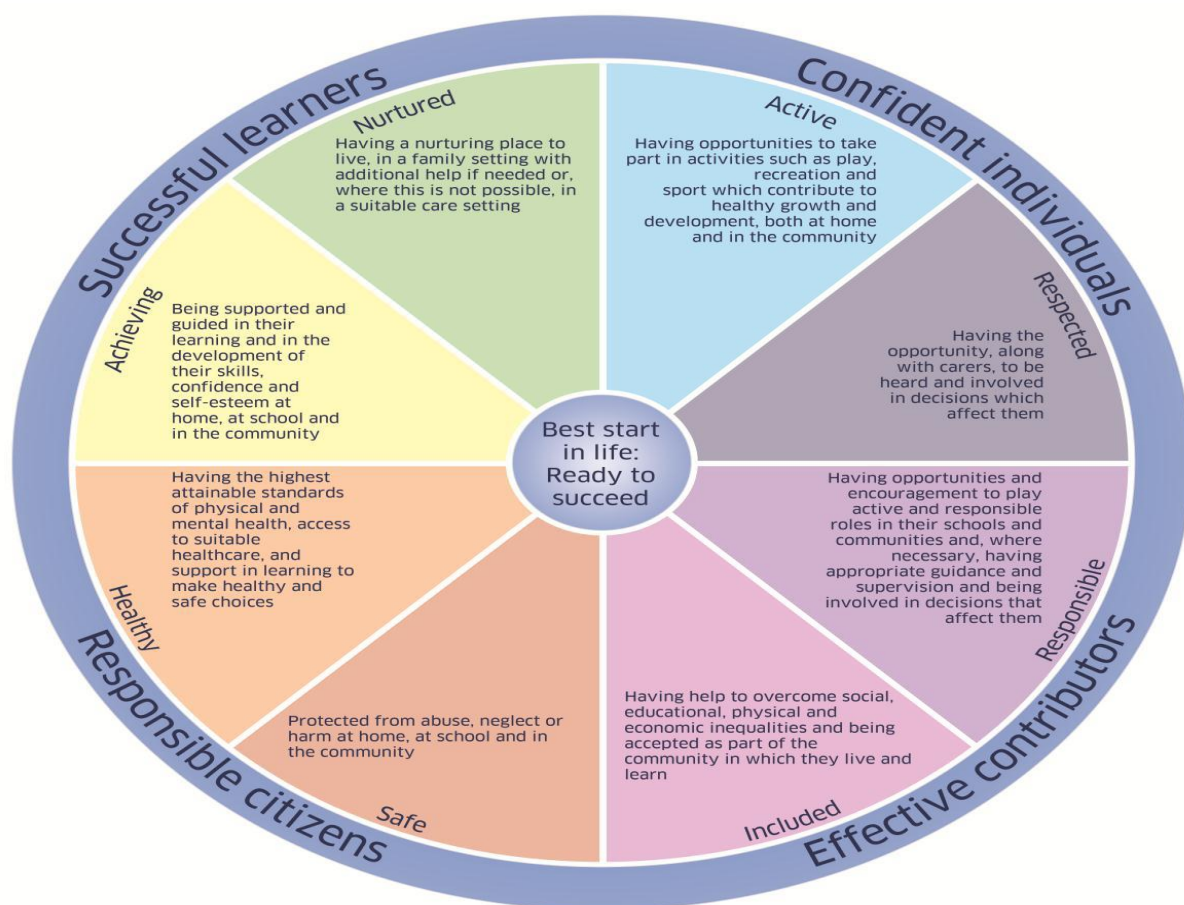 Successful learners
Confident individuals
Nurtured
Having a nurturing place to
live, in a family setting with
additional help if needed or,
where this is not possible, in
a suitable care setting
Active
Having opportunities to take
part in activities such as play,
recreation and
sport which contribute to
healthy growth and
development, both at home
and in the community
Achieving
Being supported and
guided in their
learning and in the
development of
their skills,
confidence and
self-esteem at
home, at school and
in the community
Respected
Having the
opportunity, along
with carers, to be
heard and involved
in decisions which
affect them
Best start
in life:
Ready to
succeed
Healthy
Having the highest
attainable standards
of physical and
mental health, access
to suitable
healthcare, and
support in learning to
make healthy and
safe choices
Responsible
Having opportunities and
encouragement to play
active and responsible
roles in their schools and
communities and, where
necessary, having
appropriate guidance and
supervision and being
involved in decisions that
affect them
Safe
Protected from abuse, neglect or
harm at home, at school and in
the community
Included
Having help to overcome social,
educational, physical and
economic inequalities and being
accepted as part of the
community in which they live and
learn
Responsible citizens
Effective contributors